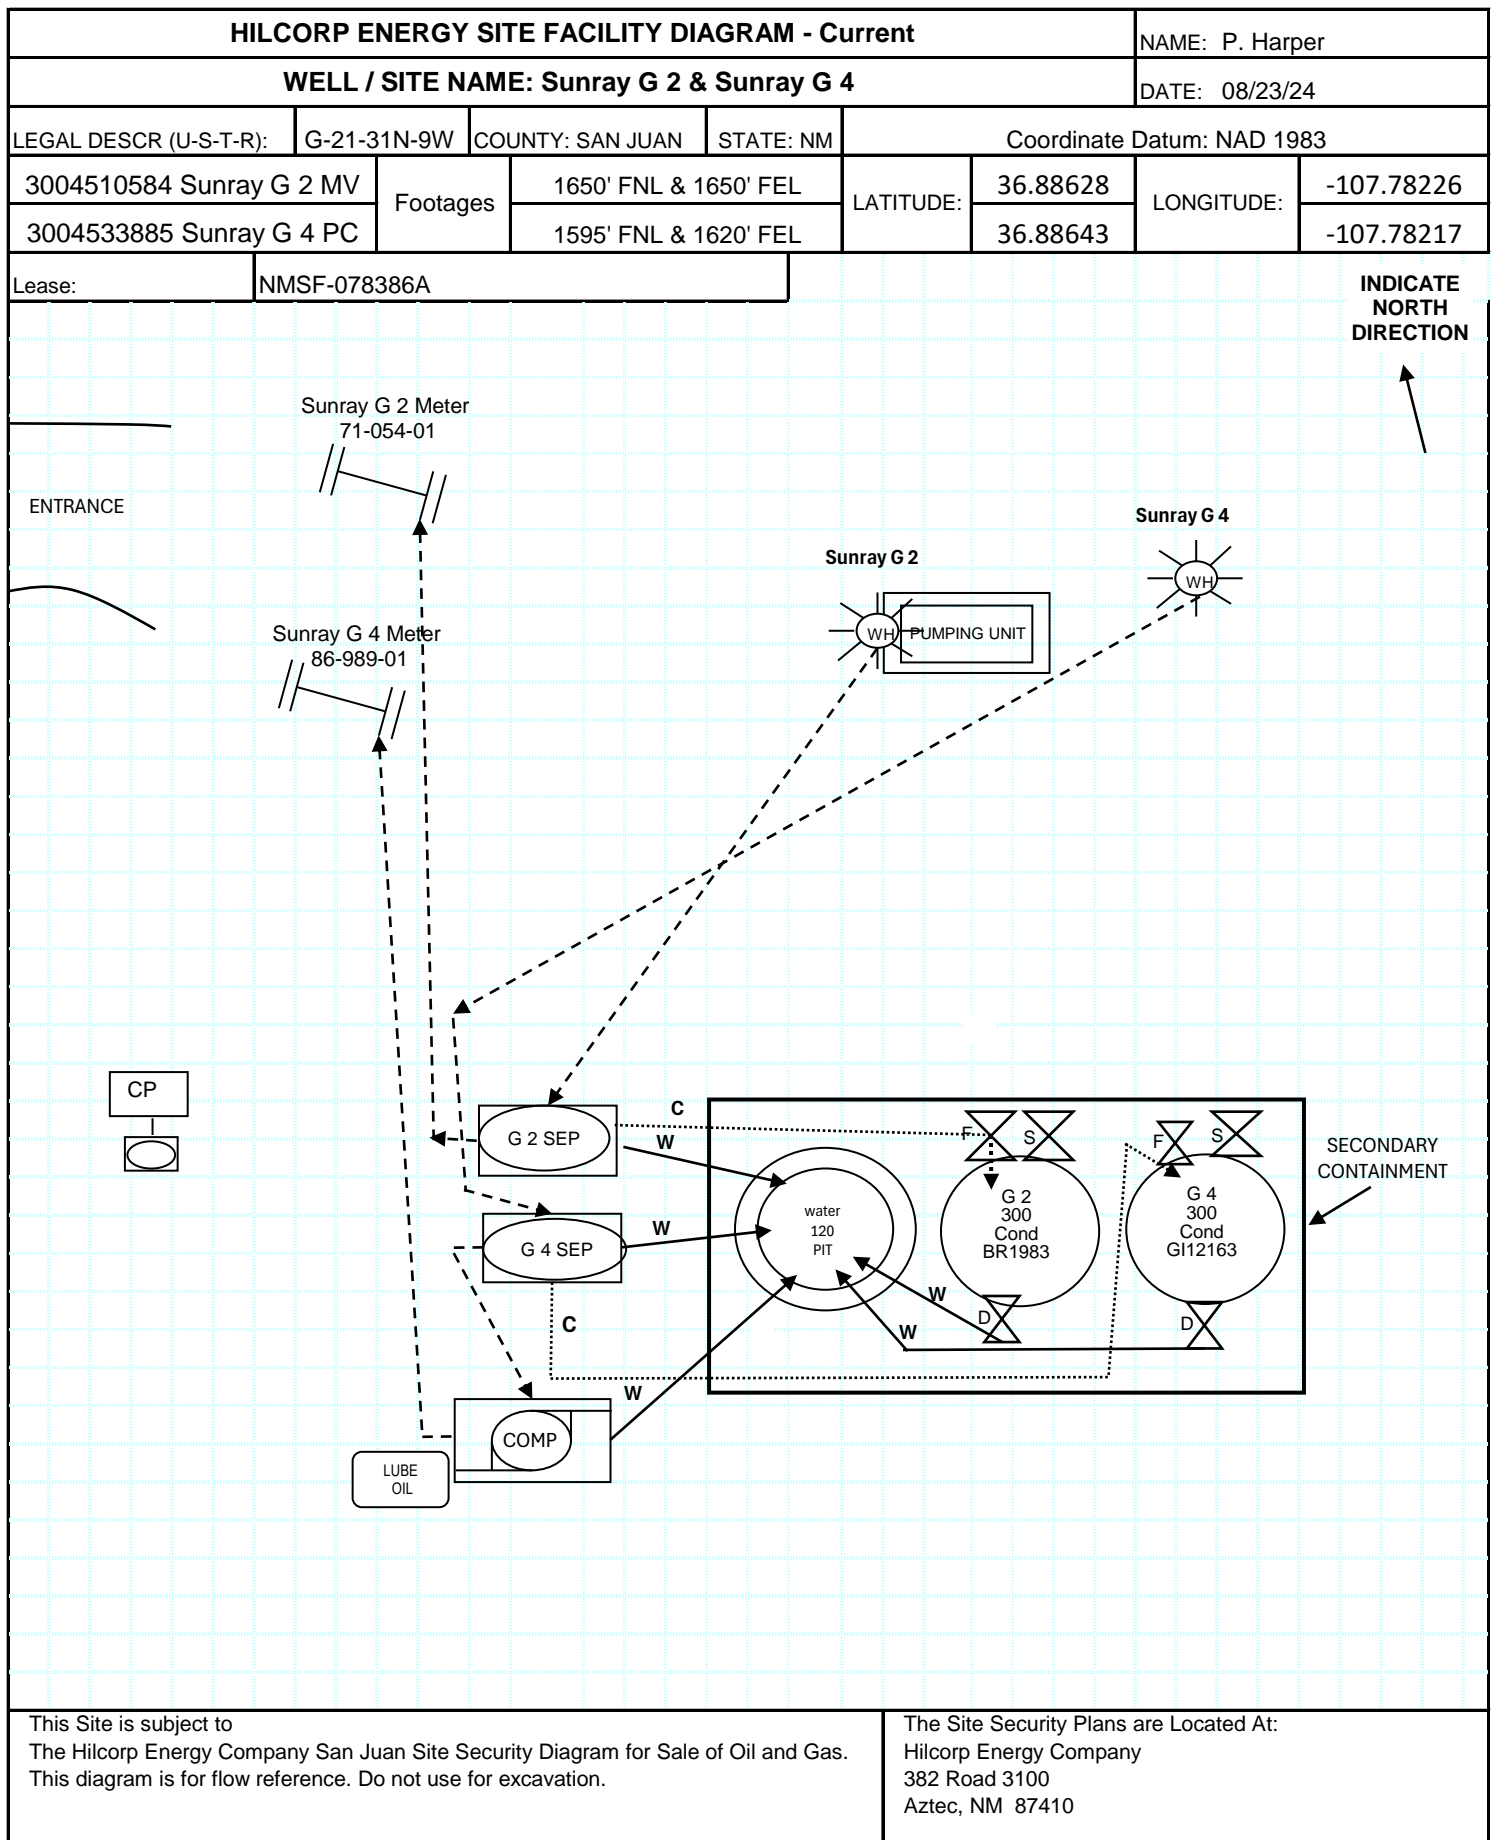 HILCORP ENERGY SITE FACILITY DIAGRAM - Current
NAME: P. Harper
WELL / SITE NAME: Sunray G 2 & Sunray G 4
DATE: 08/23/24
LEGAL DESCR (U-S-T-R): G-21-31N-9W COUNTY: SAN JUAN STATE: NM Coordinate Datum: NAD 1983
3004510584 Sunray G 2 MV
Footages
1650' FNL & 1650' FEL
LATITUDE:
36.88628
LONGITUDE:
-107.78226
3004533885 Sunray G 4 PC
1595' FNL & 1620' FEL
36.88643
-107.78217
Lease: NMSF-078386A
INDICATE
NORTH
DIRECTION
Sunray G 2 Meter
71-054-01
ENTRANCE
Sunray G 4
WH
Sunray G 2
WH
PUMPING UNIT
Sunray G 4 Meter
86-989-01
CP
G 2 SEP
C
W
F
S
F
S
SECONDARY
CONTAINMENT
water
120
PIT
G 2
300
Cond
BR1983
G 4
300
Cond
GI12163
G 4 SEP
W
W
D
W
D
C
W
COMP
LUBE
OIL
This Site is subject to
The Hilcorp Energy Company San Juan Site Security Diagram for Sale of Oil and Gas.
This diagram is for flow reference. Do not use for excavation.
The Site Security Plans are Located At:
Hilcorp Energy Company
382 Road 3100
Aztec, NM 87410